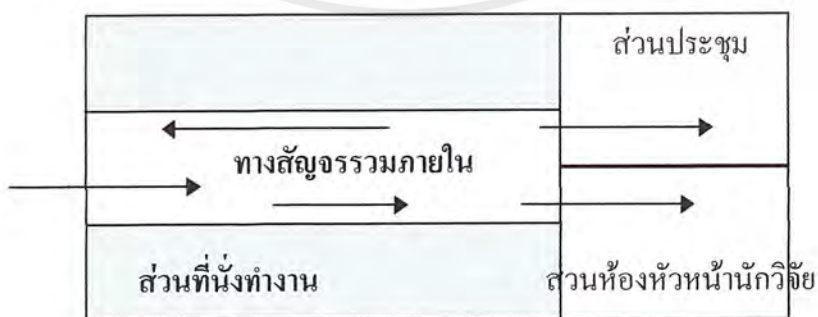 ส่วนประชุม
ทางสัญจรรวมภายใน
ส่วนที่นั่งทำงาน
ส่วนห้องหัวหน้านักวิจัย